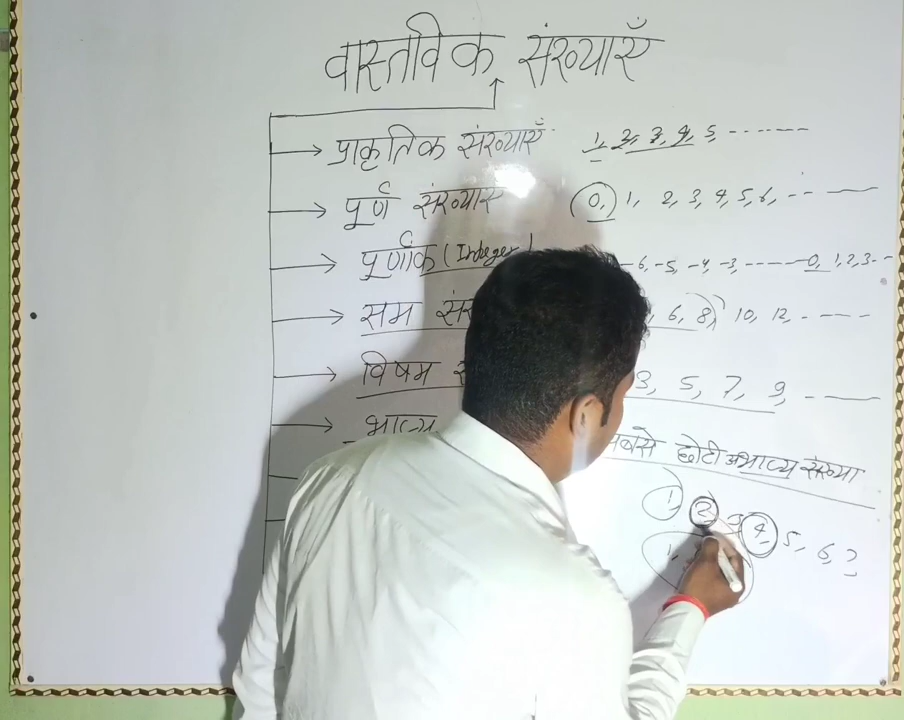 वास्तविक संख्याएँ
प्राकृतिक संख्याएँ 1, 2, 3, 4, 5, -------
पूर्ण संख्याएँ 0, 1, 2, 3, 4, 5, 6, --- ——
पूर्णांक (Integer) -6, -5, -4, -3, ------0, 1, 2, 3---
सम 6, 8, 10, 12, - ----
विषम 3, 5, 7, 9, - ——
भाज्य
छोटी अभाज्य संख्या
1, 2, 3, 4, 5, 6, 7
1,